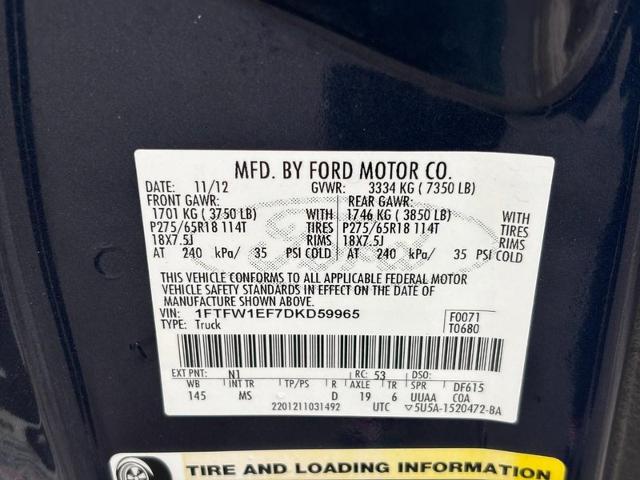 MFD. BY FORD MOTOR CO.
DATE: 11/12 GVWR: 3334 KG ( 7350 LB)
FRONT GAWR: REAR GAWR:
1701 KG ( 3750 LB) WITH 1746 KG ( 3850 LB) WITH
P275/65R18 114T TIRES P275/65R18 114T TIRES
18X7.5J RIMS 18X7.5J RIMS
AT 240 kPa/ 35 PSI COLD AT 240 kPa/ 35 PSI COLD
THIS VEHICLE CONFORMS TO ALL APPLICABLE FEDERAL MOTOR
VEHICLE SAFETY STANDARDS IN EFFECT ON THE DATE OF
MANUFACTURE SHOWN ABOVE.
VIN: 1FTFW1EF7DKD59965 F0071
TYPE: Truck T0680
EXT PNT: N1 RC: 53 DSO:
WB INT TR TP/PS R AXLE TR SPR DF615
145 MS D 19 6 UUAA COA
2201211031492 UTC ▽5U5A-1520472-BA
TIRE AND LOADING INFORMATION